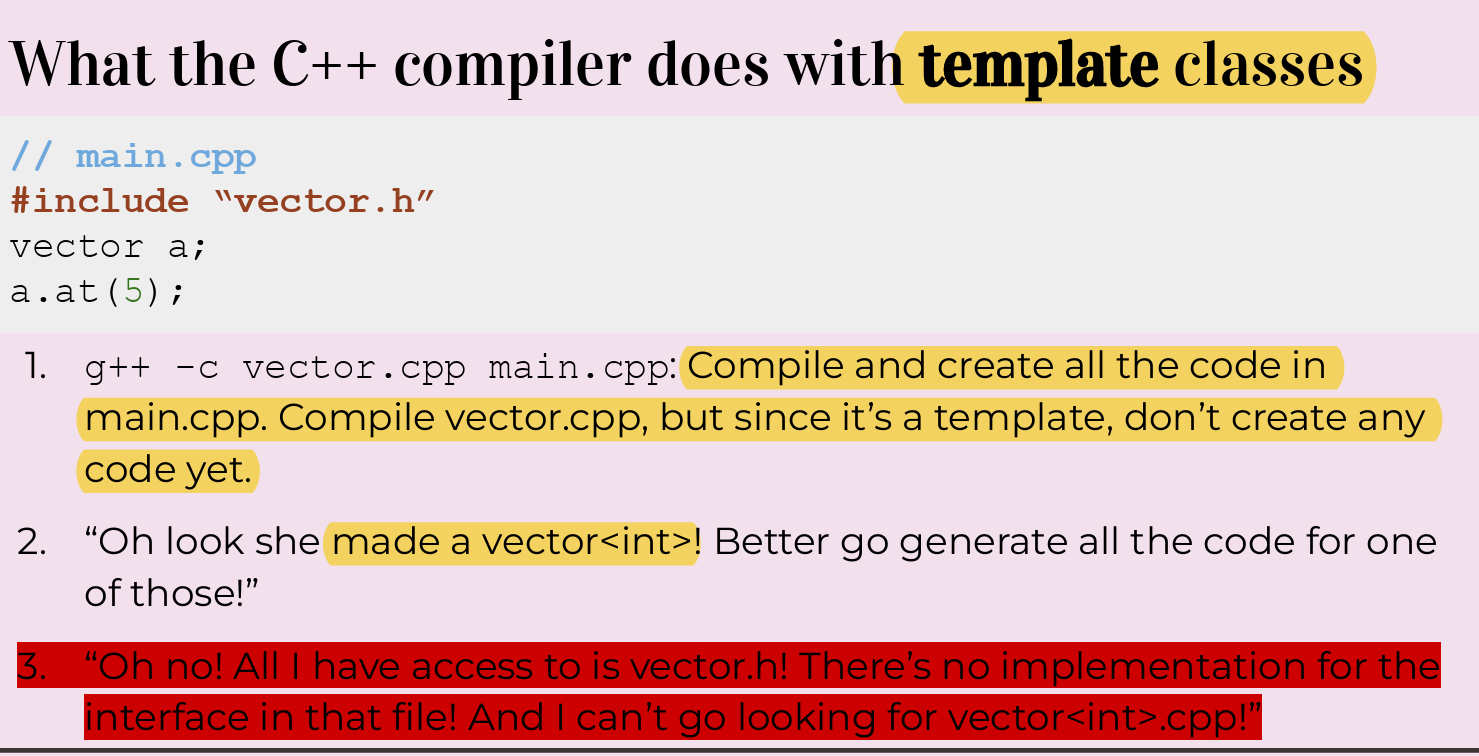 What the C++ compiler does with template classes
// main.cpp
#include “vector.h”
vector a;
a.at(5);
1. g++ -c vector.cpp main.cpp: Compile and create all the code in
main.cpp. Compile vector.cpp, but since it’s a template, don’t create any
code yet.
2. “Oh look she made a vector<int>! Better go generate all the code for one
of those!”
3. “Oh no! All I have access to is vector.h! There’s no implementation for the
interface in that file! And I can’t go looking for vector<int>.cpp!”